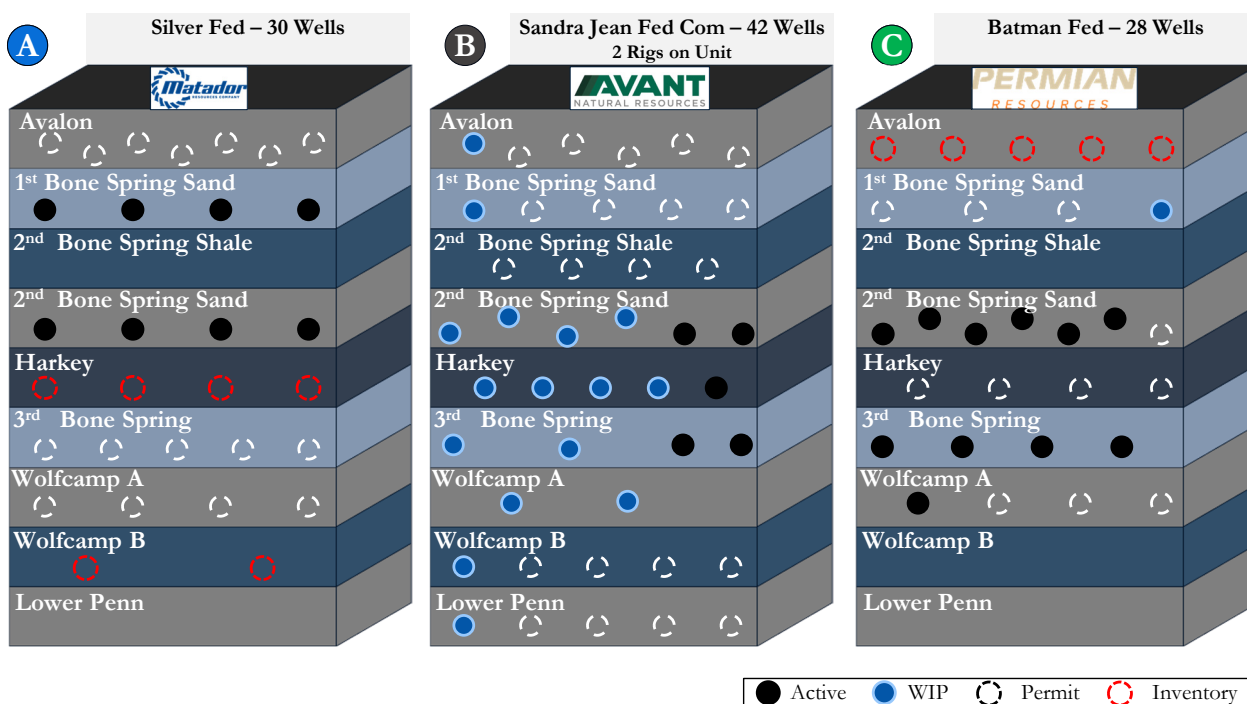 A
Silver Fed – 30 Wells
Matador
RESOURCES COMPANY
Avalon
1st Bone Spring Sand
2nd Bone Spring Shale
2nd Bone Spring Sand
Harkey
3rd Bone Spring
Wolfcamp A
Wolfcamp B
Lower Penn
B
Sandra Jean Fed Com – 42 Wells
2 Rigs on Unit
AVANT
NATURAL RESOURCES
Avalon
1st Bone Spring Sand
2nd Bone Spring Shale
2nd Bone Spring Sand
Harkey
3rd Bone Spring
Wolfcamp A
Wolfcamp B
Lower Penn
C
Batman Fed – 28 Wells
PERMIAN
RESOURCES
Avalon
1st Bone Spring Sand
2nd Bone Spring Shale
2nd Bone Spring Sand
Harkey
3rd Bone Spring
Wolfcamp A
Wolfcamp B
Lower Penn
Active WIP Permit Inventory